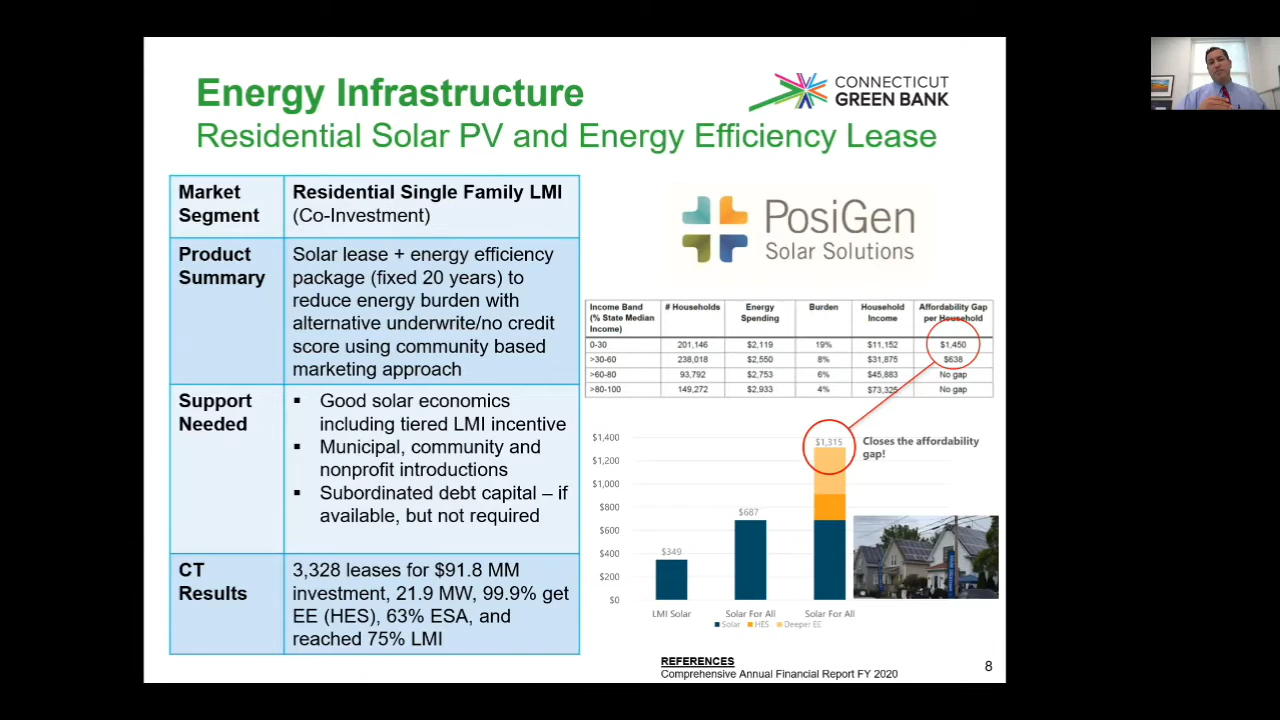 Energy Infrastructure
Residential Solar PV and Energy Efficiency Lease
CONNECTICUT
GREEN BANK
Market
Segment
Residential Single Family LMI
(Co-Investment)
Product
Summary
Solar lease + energy efficiency
package (fixed 20 years) to
reduce energy burden with
alternative underwrite/no credit
score using community based
marketing approach
Support
Needed
▪ Good solar economics
including tiered LMI incentive
▪ Municipal, community and
nonprofit introductions
▪ Subordinated debt capital – if
available, but not required
CT
Results
3,328 leases for $91.8 MM
investment, 21.9 MW, 99.9% get
EE (HES), 63% ESA, and
reached 75% LMI
PosiGen
Solar Solutions
Income Band
(% State Median
Income)
# Households
Energy
Spending
Burden
Household
Income
Affordability Gap
per Household
0-30 201,146 $2,119 19% $11,152 $1,450
>30-60 238,018 $2,550 8% $31,875 $638
>60-80 93,792 $2,753 6% $45,883 No gap
>80-100 149,272 $2,933 4% $73,325 No gap
$1,400
$1,200
$1,000
$800
$600
$400
$200
$0
$349
$687
$1,315
Closes the affordability
gap!
LMI Solar Solar For All Solar For All
Solar HES Deeper EE
REFERENCES
Comprehensive Annual Financial Report FY 2020
8